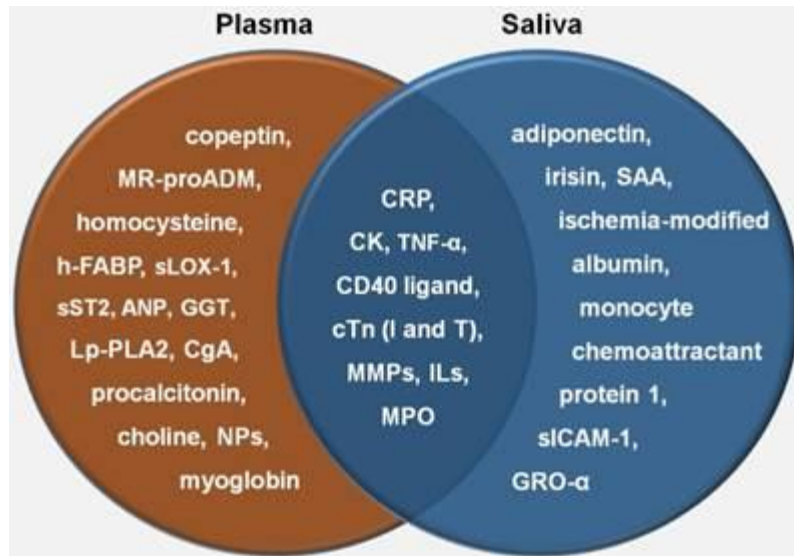 Plasma
Saliva
copeptin,
MR-proADM,
homocysteine,
h-FABP, sLOX-1,
sST2, ANP, GGT,
Lp-PLA2, CgA,
procalcitonin,
choline, NPs,
myoglobin
CRP,
CK, TNF-α,
CD40 ligand,
cTn (I and T),
MMPs, ILs,
MPO
adiponectin,
irisin, SAA,
ischemia-modified
albumin,
monocyte
chemoattractant
protein 1,
sICAM-1,
GRO-α